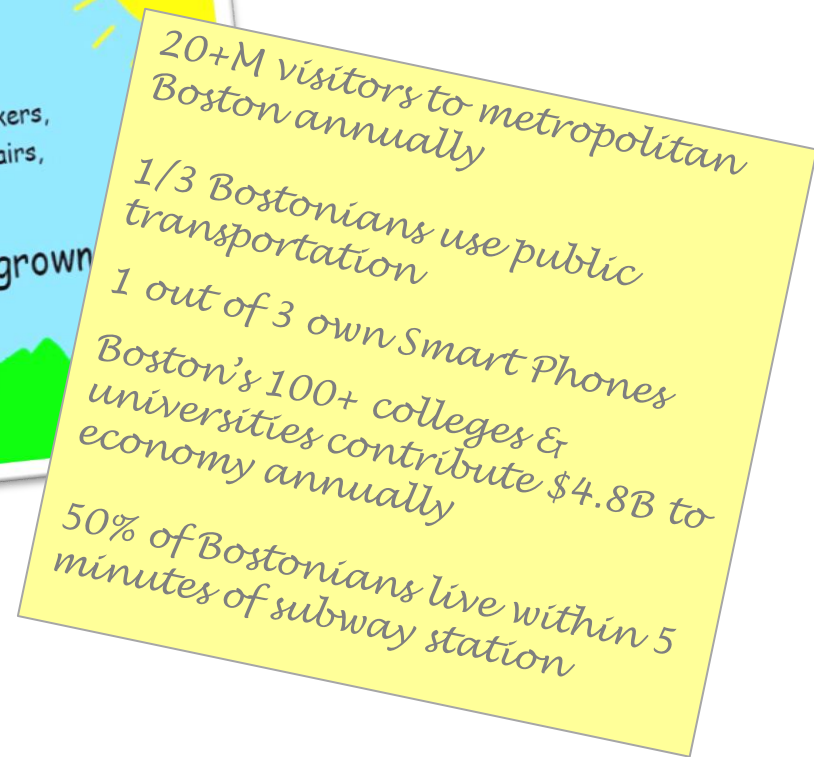 kers,
airs,
grown
20+M visitors to metropolitan
Boston annually
1/3 Bostonians use public
transportation
1 out of 3 own Smart Phones
Boston's 100+ colleges &
universities contribute $4.8B to
economy annually
50% of Bostonians live within 5
minutes of subway station